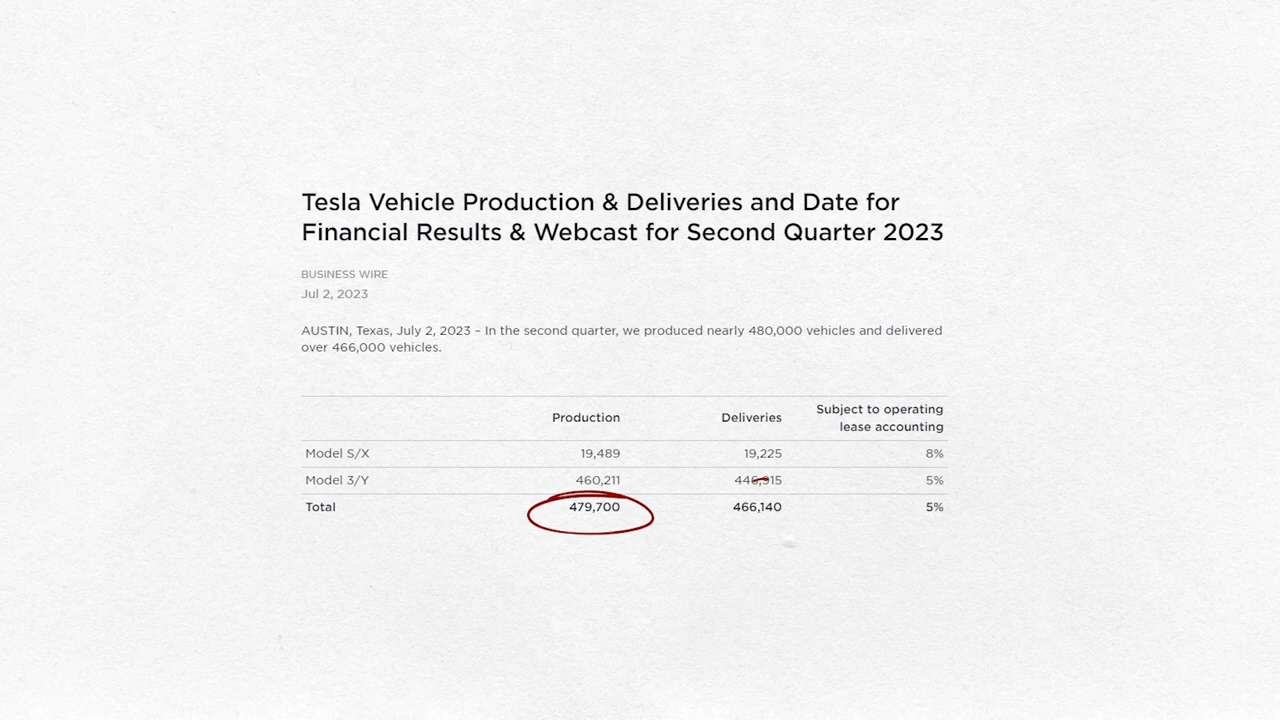 Tesla Vehicle Production & Deliveries and Date for
Financial Results & Webcast for Second Quarter 2023
BUSINESS WIRE
Jul 2, 2023
AUSTIN, Texas, July 2, 2023 – In the second quarter, we produced nearly 480,000 vehicles and delivered
over 466,000 vehicles.
Production Deliveries Subject to operating
lease accounting
Model S/X 19,489 19,225 8%
Model 3/Y 460,211 446,915 5%
Total 479,700 466,140 5%